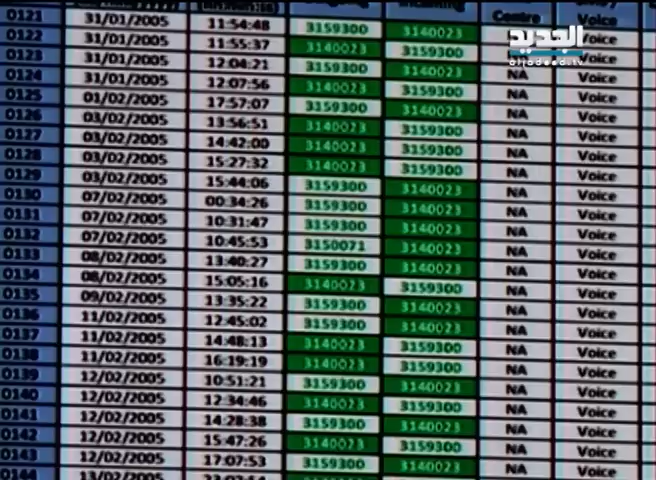 Centre Voice
الجديد
aljadeed.tv
0121 31/01/2005 11:54:48 3159300 3140023 Voice
0122 31/01/2005 11:55:37 3140023 3159300 Voice
0123 31/01/2005 12:04:21 3159300 3140023 NA Voice
0124 31/01/2005 12:07:56 3140023 3159300 NA Voice
0125 01/02/2005 17:57:07 3159300 3140023 NA Voice
0126 03/02/2005 13:56:51 3140023 3159300 NA Voice
0127 03/02/2005 14:42:00 3140023 3159300 NA Voice
0128 03/02/2005 15:27:32 3140023 3159300 NA Voice
0129 03/02/2005 15:44:06 3159300 3140023 NA Voice
0130 07/02/2005 00:34:26 3159300 3140023 NA Voice
0131 07/02/2005 10:31:47 3159300 3140023 NA Voice
0132 07/02/2005 10:45:53 3150071 3140023 NA Voice
0133 08/02/2005 13:40:27 3159300 3140023 NA Voice
0134 08/02/2005 15:05:16 3140023 3159300 NA Voice
0135 09/02/2005 13:35:22 3159300 3140023 NA Voice
0136 11/02/2005 12:45:02 3159300 3140023 NA Voice
0137 11/02/2005 14:48:13 3140023 3159300 NA Voice
0138 11/02/2005 16:19:19 3140023 3159300 NA Voice
0139 12/02/2005 10:51:21 3159300 3140023 NA Voice
0140 12/02/2005 12:34:46 3140023 3159300 NA Voice
0141 12/02/2005 14:28:38 3159300 3140023 NA Voice
0142 12/02/2005 15:47:26 3140023 3159300 NA Voice
0143 12/02/2005 17:07:53 3159300 3140023 NA Voice
0144 13/02/2005